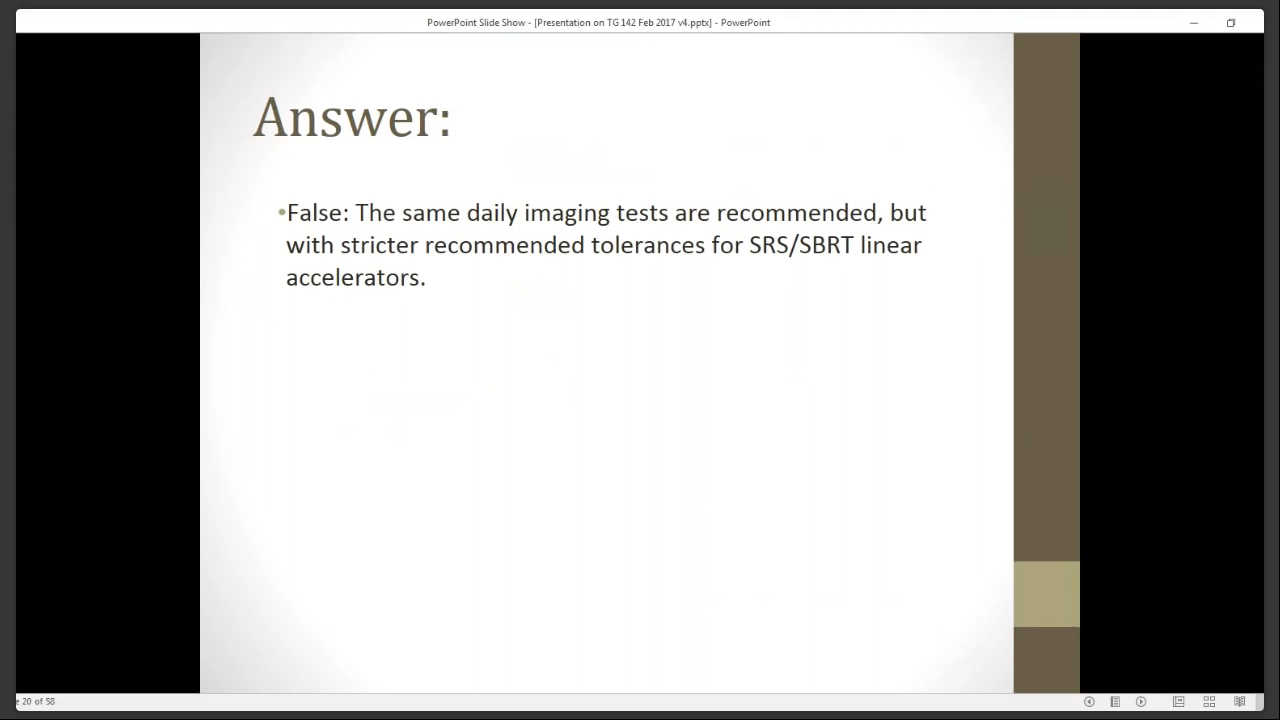 PowerPoint Slide Show - [Presentation on TG 142 Feb 2017 v4.pptx] - PowerPoint
Answer:
•False: The same daily imaging tests are recommended, but
with stricter recommended tolerances for SRS/SBRT linear
accelerators.
e 20 of 58